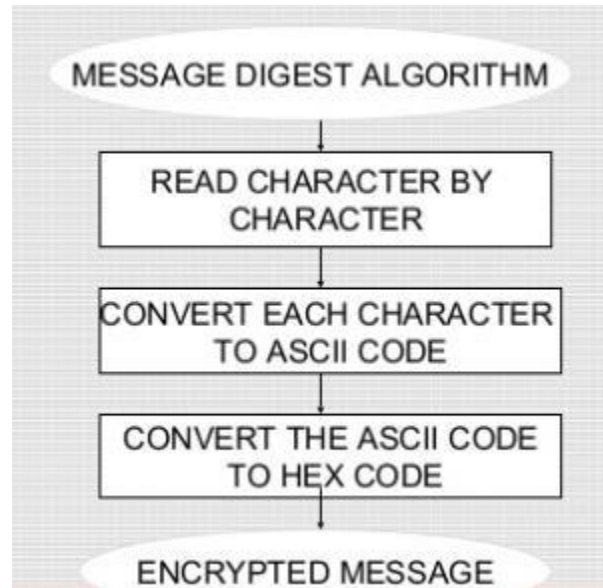 MESSAGE DIGEST ALGORITHM
READ CHARACTER BY
CHARACTER
CONVERT EACH CHARACTER
TO ASCII CODE
CONVERT THE ASCII CODE
TO HEX CODE
ENCRYPTED MESSAGE